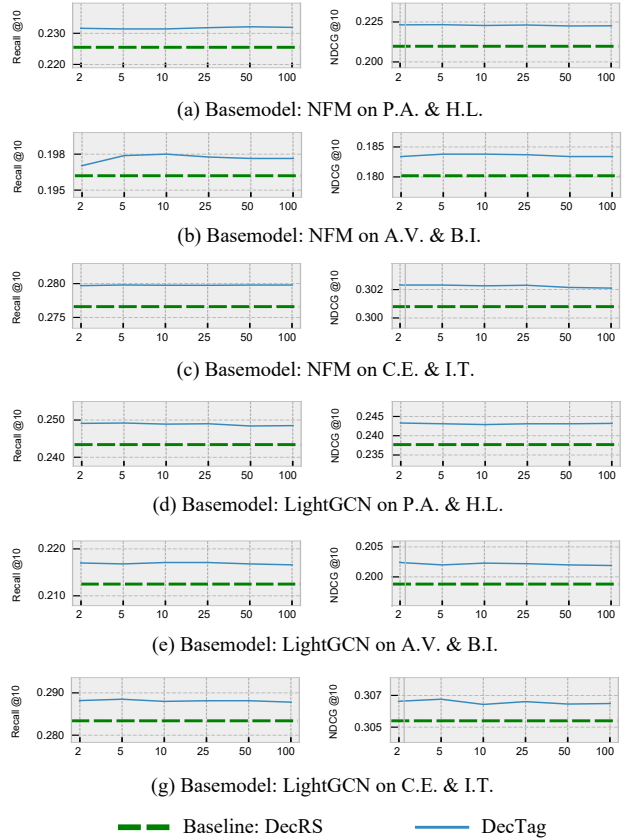 Recall @10
0.230
0.220
2 5 10 25 50 100
NDCG @10
0.225
0.200
2 5 10 25 50 100
(a) Basemodel: NFM on P.A. & H.L.
Recall @10
0.198
0.195
2 5 10 25 50 100
NDCG @10
0.185
0.180
2 5 10 25 50 100
(b) Basemodel: NFM on A.V. & B.I.
Recall @10
0.280
0.275
2 5 10 25 50 100
NDCG @10
0.302
0.300
2 5 10 25 50 100
(c) Basemodel: NFM on C.E. & I.T.
Recall @10
0.250
0.240
2 5 10 25 50 100
NDCG @10
0.245
0.240
0.235
2 5 10 25 50 100
(d) Basemodel: LightGCN on P.A. & H.L.
Recall @10
0.220
0.210
2 5 10 25 50 100
NDCG @10
0.205
0.200
2 5 10 25 50 100
(e) Basemodel: LightGCN on A.V. & B.I.
Recall @10
0.290
0.280
2 5 10 25 50 100
NDCG @10
0.307
0.305
2 5 10 25 50 100
(g) Basemodel: LightGCN on C.E. & I.T.
Baseline: DecRS DecTag